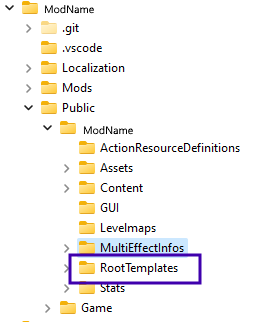 ModName
.git
.vscode
Localization
Mods
Public
ModName
ActionResourceDefinitions
Assets
Content
GUI
Levelmaps
MultiEffectInfos
RootTemplates
Stats
Game